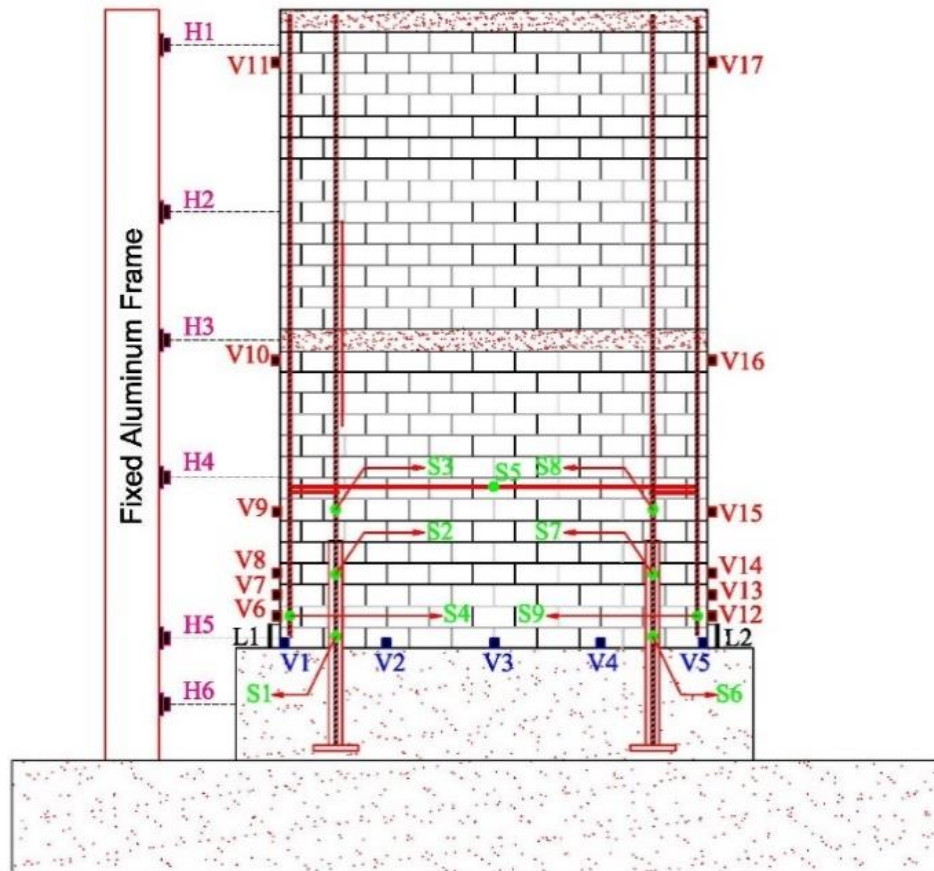 H1
V11
V17
H2
Fixed Aluminum Frame
H3
V10
V16
H4
S3
S5
S8
V9
V15
S2
S7
V8
V14
V7
V13
V6
S4
S9
V12
H5
L1
L2
V1
V2
V3
V4
V5
H6
S1
S6